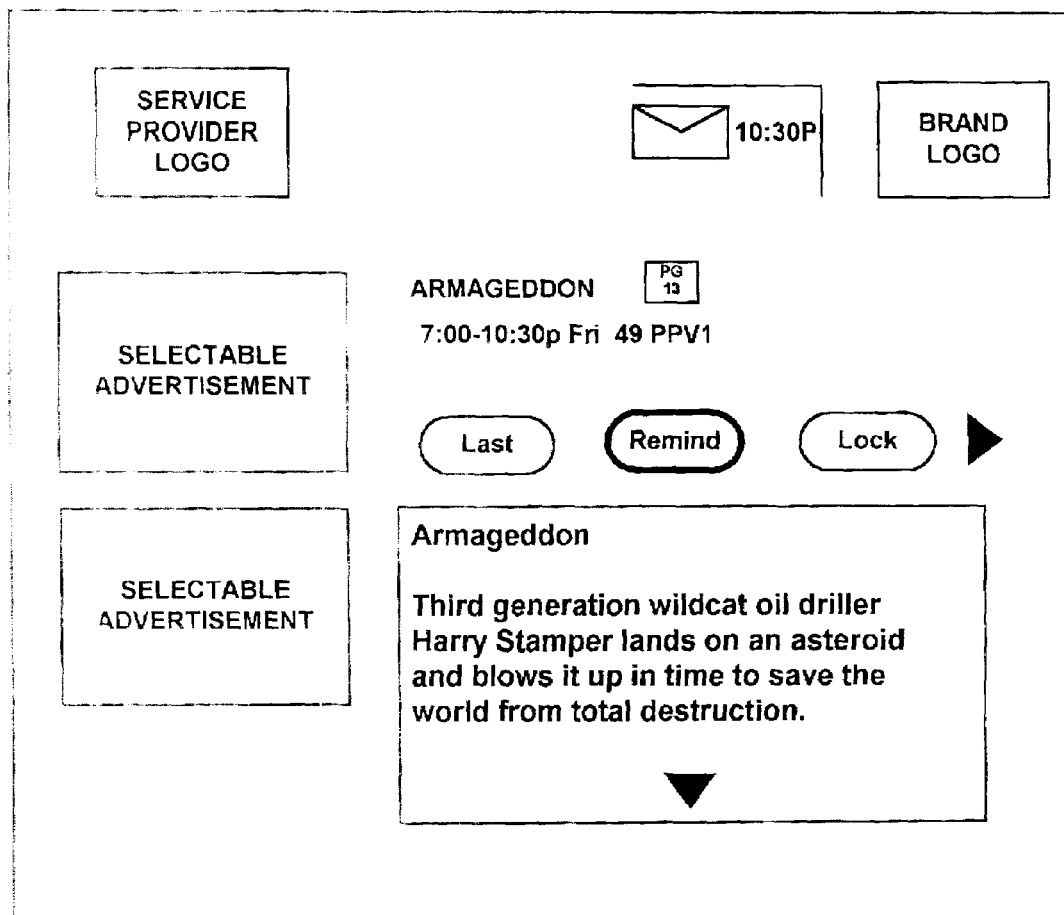 SERVICE
PROVIDER
LOGO
10:30P
BRAND
LOGO
SELECTABLE
ADVERTISEMENT
ARMAGEDDON
PG
13
7:00-10:30p Fri 49 PPV1
Last
Remind
Lock
SELECTABLE
ADVERTISEMENT
Armageddon
Third generation wildcat oil driller
Harry Stamper lands on an asteroid
and blows it up in time to save the
world from total destruction.